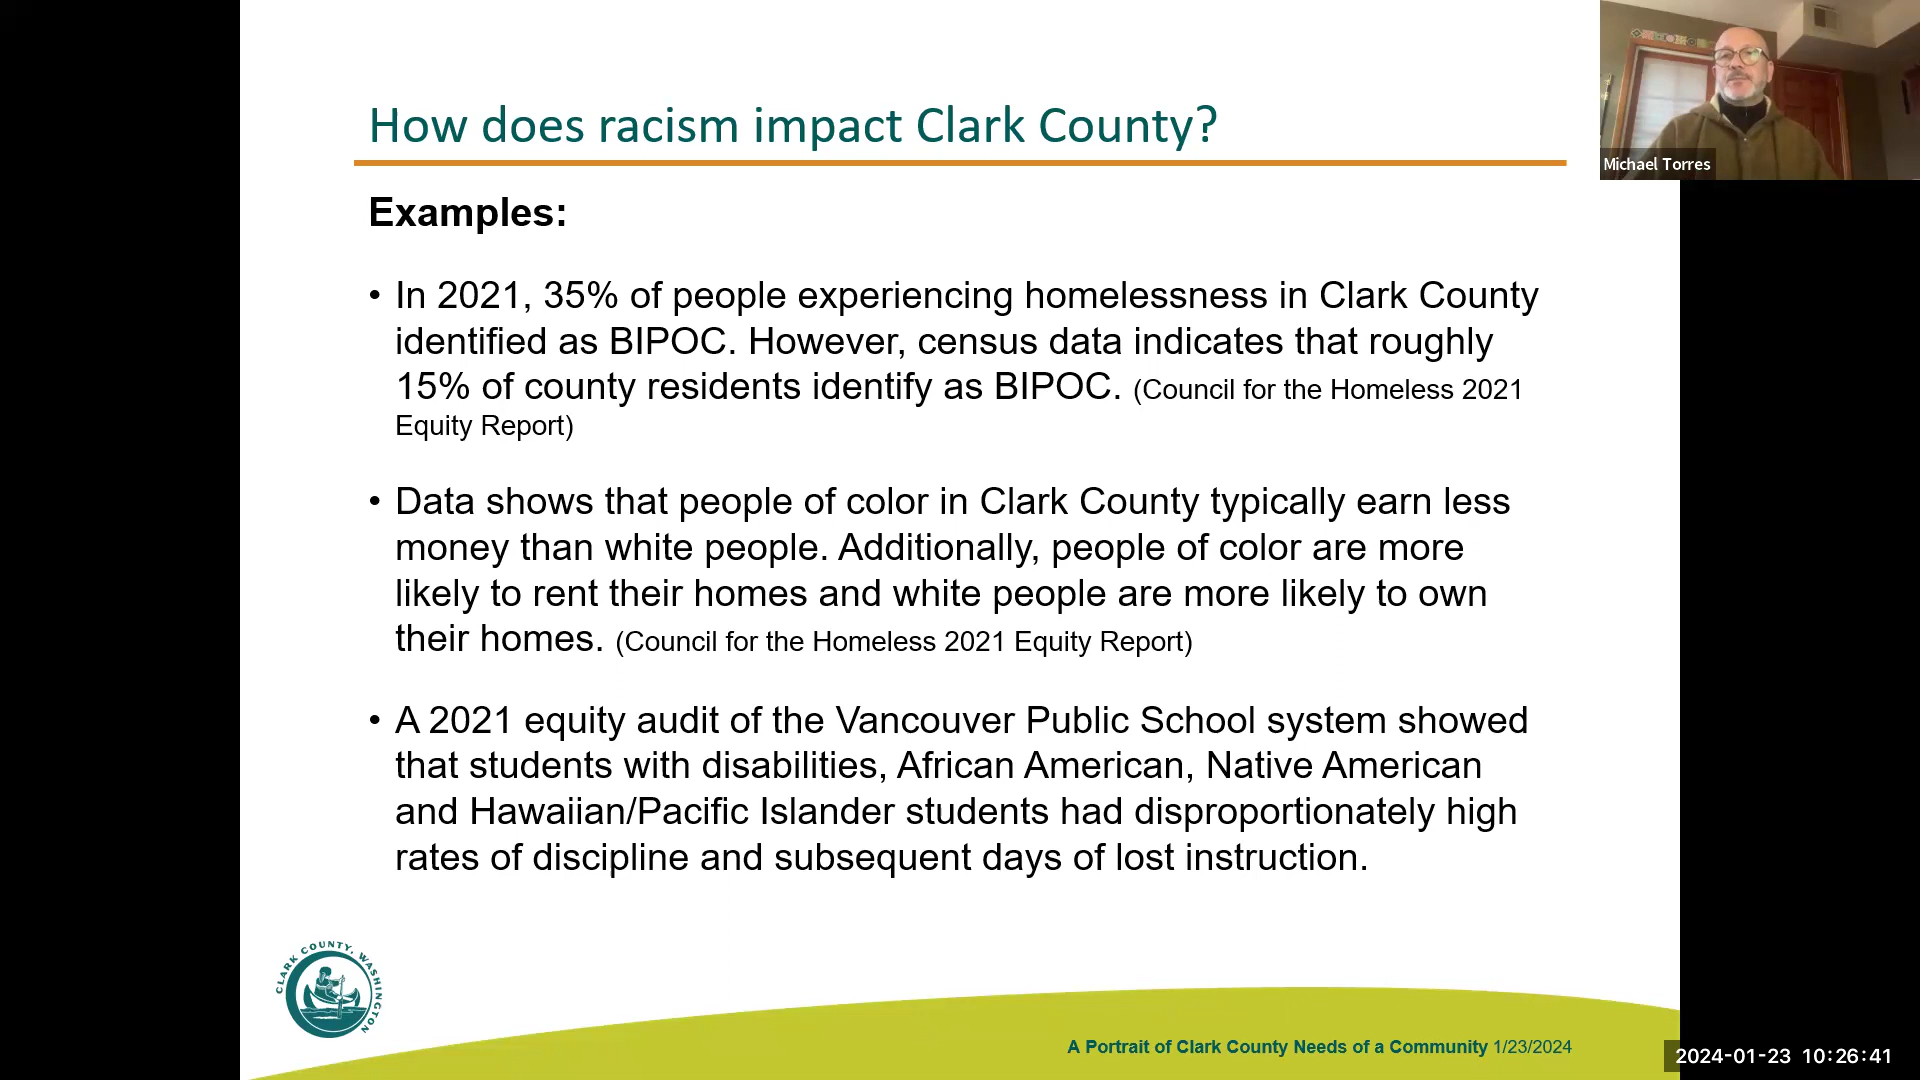 How does racism impact Clark County?
Michael Torres
Examples:
• In 2021, 35% of people experiencing homelessness in Clark County
identified as BIPOC. However, census data indicates that roughly
15% of county residents identify as BIPOC. (Council for the Homeless 2021
Equity Report)
• Data shows that people of color in Clark County typically earn less
money than white people. Additionally, people of color are more
likely to rent their homes and white people are more likely to own
their homes. (Council for the Homeless 2021 Equity Report)
• A 2021 equity audit of the Vancouver Public School system showed
that students with disabilities, African American, Native American
and Hawaiian/Pacific Islander students had disproportionately high
rates of discipline and subsequent days of lost instruction.
CLARK COUNTY, WASHINGTON
A Portrait of Clark County Needs of a Community 1/23/2024
2024-01-23 10:26:41